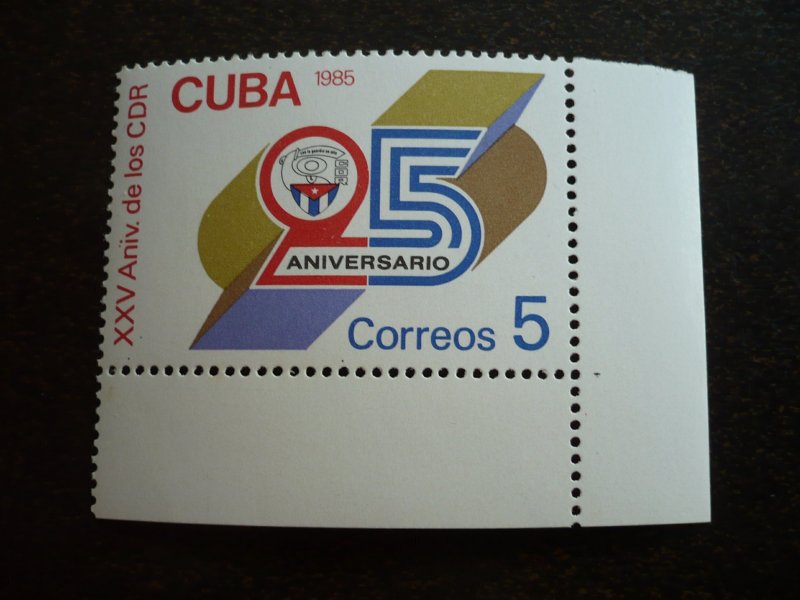 CUBA 1985
XXV Aniv. de los CDR
25
ANIVERSARIO
Correos 5